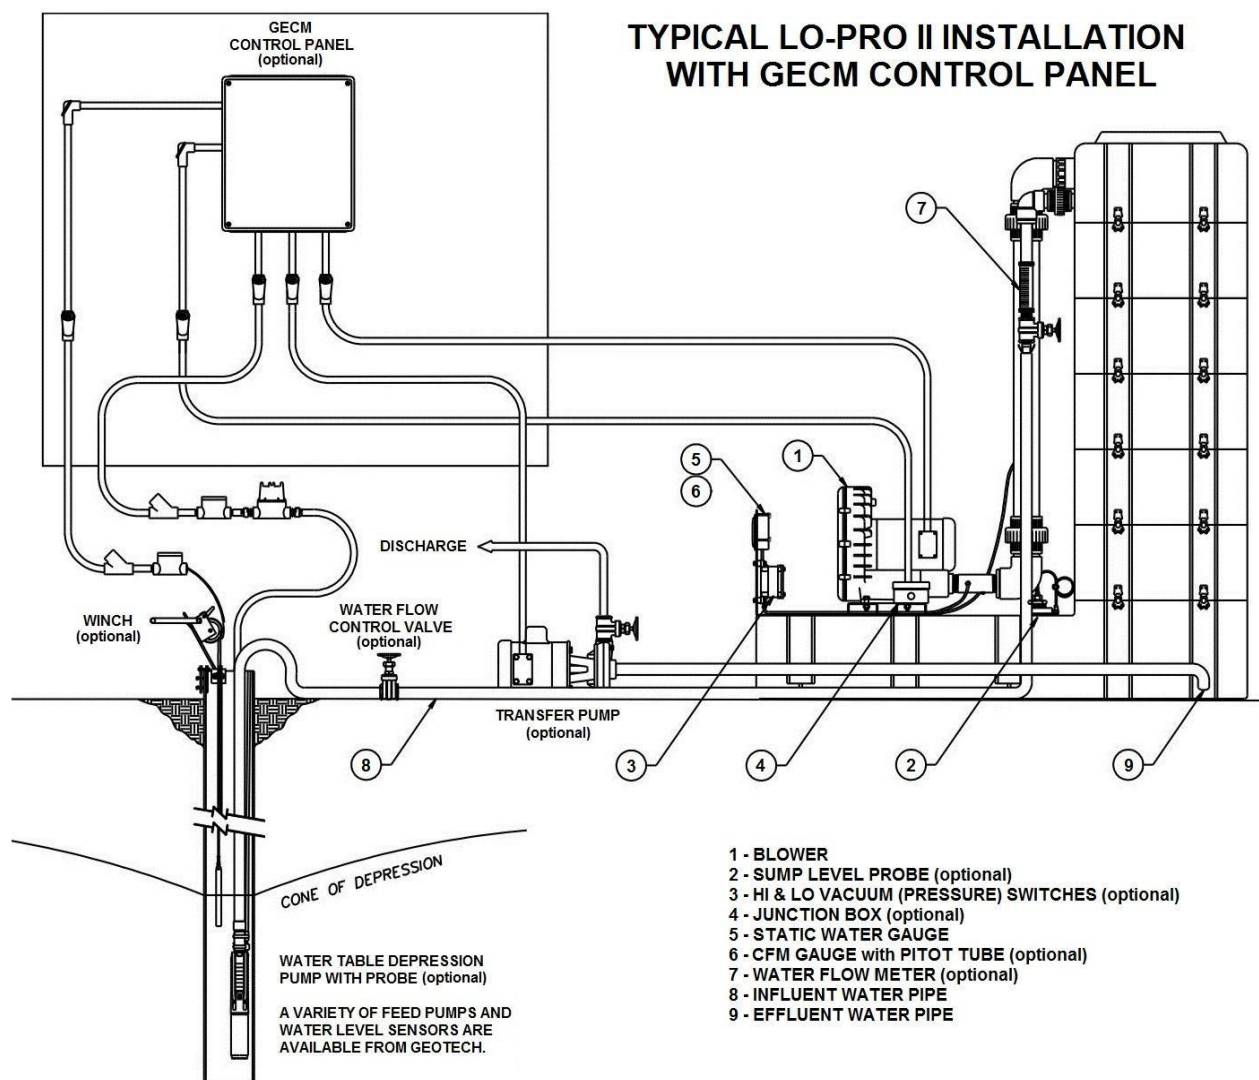 GECM
CONTROL PANEL
(optional)
TYPICAL LO-PRO II INSTALLATION
WITH GECM CONTROL PANEL
7
5
6
1
DISCHARGE
WINCH
(optional)
WATER FLOW
CONTROL VALVE
(optional)
TRANSFER PUMP
(optional)
8
3
4
2
9
CONE OF DEPRESSION
WATER TABLE DEPRESSION
PUMP WITH PROBE (optional)
A VARIETY OF FEED PUMPS AND
WATER LEVEL SENSORS ARE
AVAILABLE FROM GEOTECH.
1 - BLOWER
2 - SUMP LEVEL PROBE (optional)
3 - HI & LO VACUUM (PRESSURE) SWITCHES (optional)
4 - JUNCTION BOX (optional)
5 - STATIC WATER GAUGE
6 - CFM GAUGE with PITOT TUBE (optional)
7 - WATER FLOW METER (optional)
8 - INFLUENT WATER PIPE
9 - EFFLUENT WATER PIPE